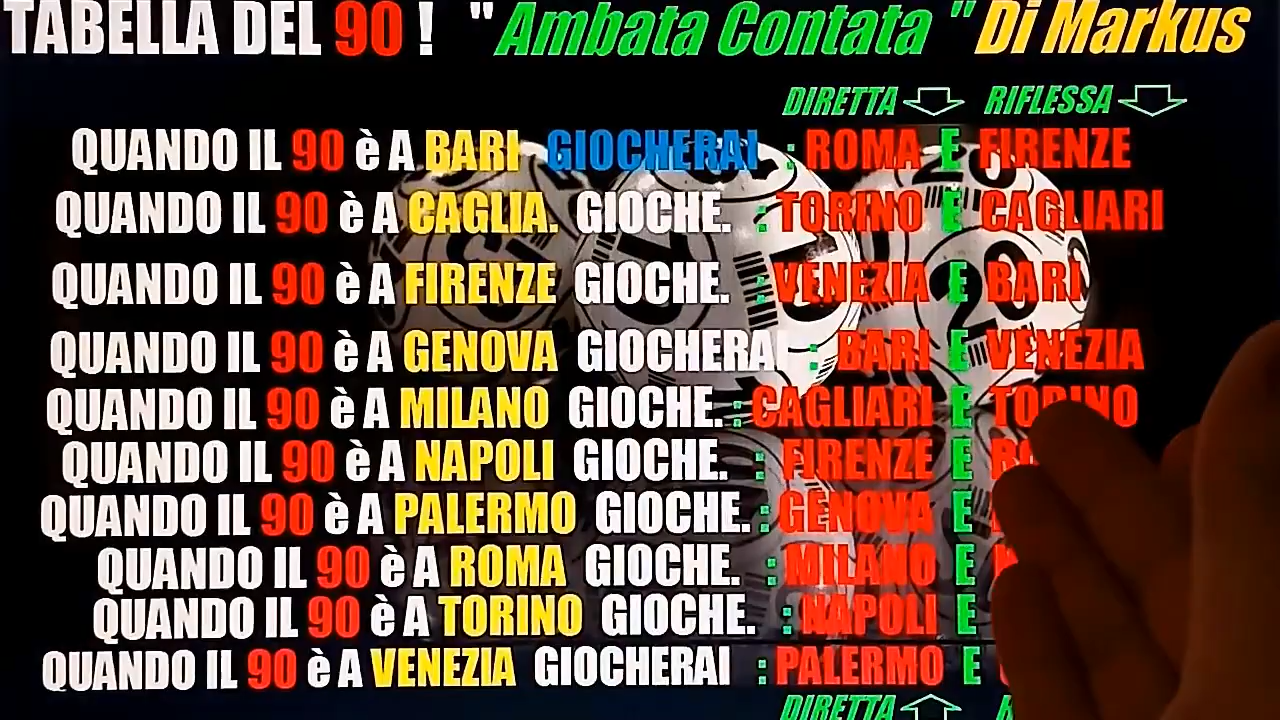 TABELLA DEL 90 ! " Ambata Contata " Di Markus
DIRETTA RIFLESSA
QUANDO IL 90 è A BARI GIOCHERAI : ROMA E FIRENZE
QUANDO IL 90 è A CAGLIA. GIOCHE. : TORINO E CAGLIARI
QUANDO IL 90 è A FIRENZE GIOCHE. : VENEZIA E BARI
QUANDO IL 90 è A GENOVA GIOCHERAI : BARI E VENEZIA
QUANDO IL 90 è A MILANO GIOCHE. : CAGLIARI E TORINO
QUANDO IL 90 è A NAPOLI GIOCHE. : FIRENZE E
QUANDO IL 90 è A PALERMO GIOCHE. : GENOVA E
QUANDO IL 90 è A ROMA GIOCHE. : MILANO E
QUANDO IL 90 è A TORINO GIOCHE. : NAPOLI E
QUANDO IL 90 è A VENEZIA GIOCHERAI : PALERMO E
DIRETTA